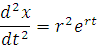 d²x/dt² = r²e^{rt}